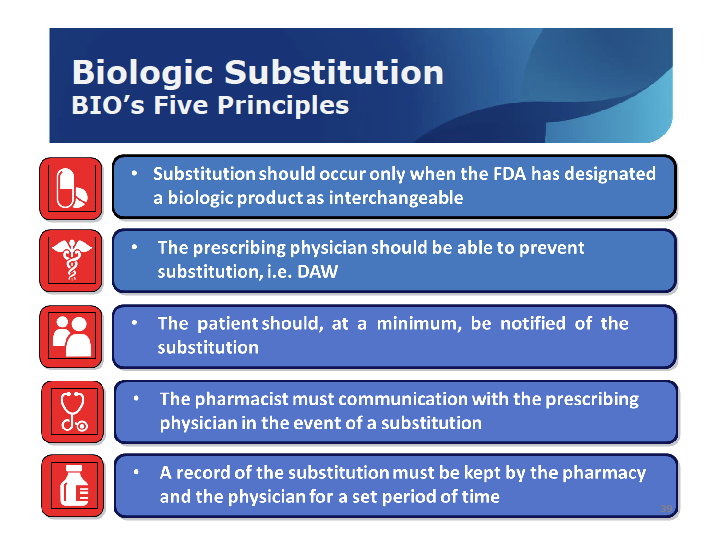 Biologic Substitution
BIO's Five Principles
• Substitution should occur only when the FDA has designated
a biologic product as interchangeable
• The prescribing physician should be able to prevent
substitution, i.e. DAW
• The patient should, at a minimum, be notified of the
substitution
• The pharmacist must communication with the prescribing
physician in the event of a substitution
• A record of the substitution must be kept by the pharmacy
and the physician for a set period of time